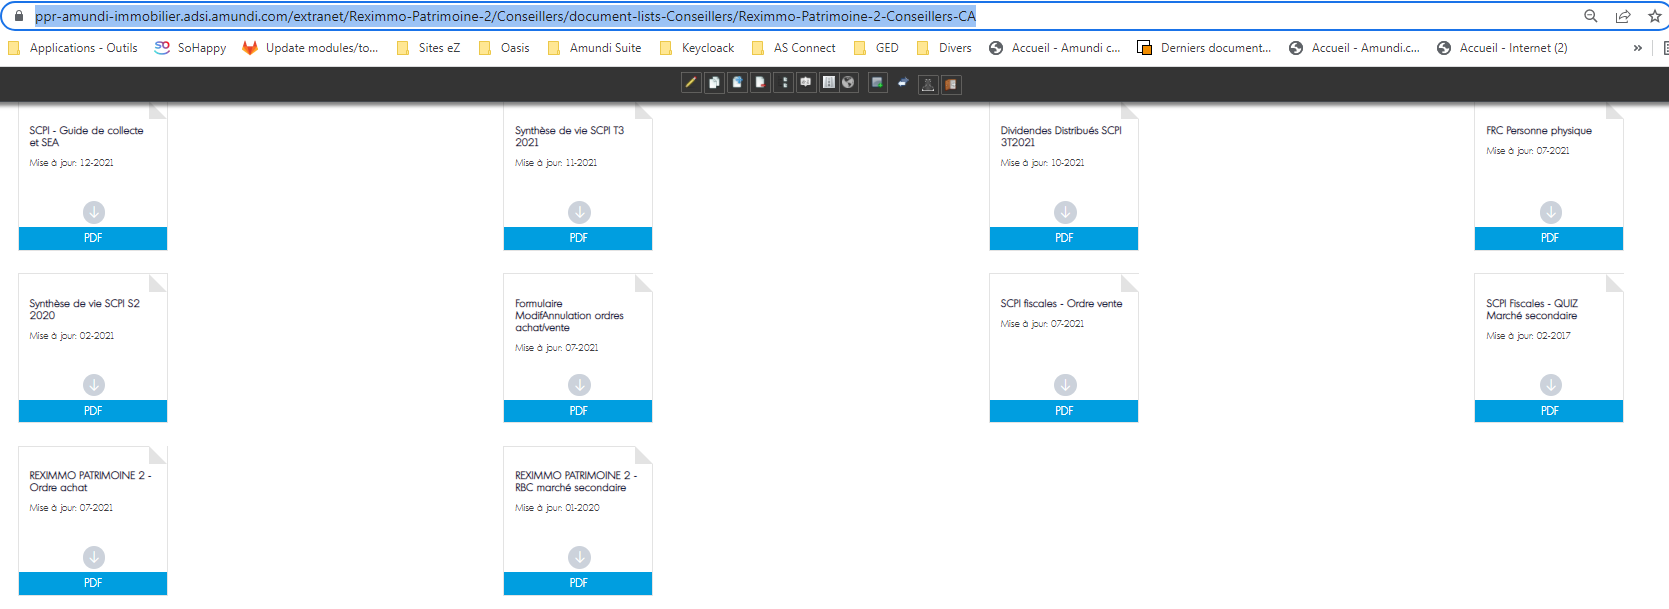 ppr-amundi-immobilier.adsi.amundi.com/extranet/Reximmo-Patrimoine-2/Conseillers/document-lists-Conseillers/Reximmo-Patrimoine-2-Conseillers-CA
Applications - Outils SoHappy Update modules/to... Sites eZ Oasis Amundi Suite Keycloack AS Connect GED Divers Accueil - Amundi c... Derniers document... Accueil - Amundi.c... Accueil - Internet (2) »
SCPI - Guide de collecte
et SEA
Mise à jour: 12-2021
PDF
Synthèse de vie SCPI T3
2021
Mise à jour: 11-2021
PDF
Dividendes Distribués SCPI
3T2021
Mise à jour: 10-2021
PDF
FRC Personne physique
Mise à jour: 07-2021
PDF
Synthèse de vie SCPI S2
2020
Mise à jour: 02-2021
PDF
Formulaire
ModifAnnulation ordres
achat/vente
Mise à jour: 07-2021
PDF
SCPI fiscales - Ordre vente
Mise à jour: 07-2021
PDF
SCPI Fiscales - QUIZ
Marché secondaire
Mise à jour: 02-2017
PDF
REXIMMO PATRIMOINE 2 -
Ordre achat
Mise à jour: 07-2021
PDF
REXIMMO PATRIMOINE 2 -
RBC marché secondaire
Mise à jour: 01-2020
PDF